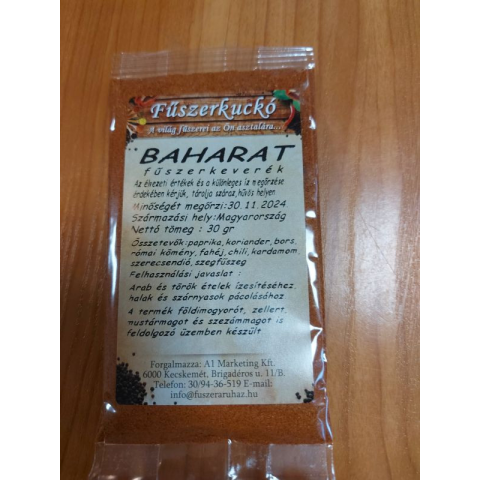 Fűszerkuckó
A világ fűszerei az Ön asztalára...
BAHARAT
fűszerkeverék
Az élvezeti értékek és a különleges íz megőrzése
érdekében kérjük, tárolja száraz, hűvös helyen
Minőségét megőrzi:30.11.2024
Származási hely:Magyarország
Nettó tömeg : 30 gr
Összetevők:paprika,koriander,bors,
római kömény, fahéj,chili,kardamom,
szerecsendió,szegfűszeg
Felhasználási javaslat :
Arab és török ételek ízesítéséhez,
halak és szárnyasok pácolásához
A termék földimogyorót, zellert,
mustármagot és szezámmagot is
feldolgozó üzemben készült
Forgalmazza: A1 Marketing Kft.
6000 Kecskemét, Brigadéros u. 11/B.
Telefon: 30/94-36-519 E-mail:
info@fuszeraruhaz.hu